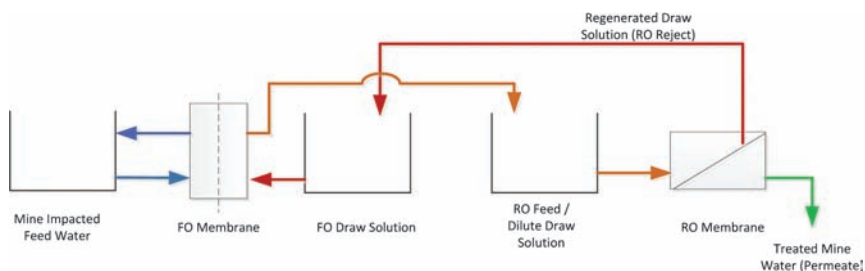 Regenerated Draw
Solution (RO Reject)
Mine Impacted
Feed Water
FO Membrane
FO Draw Solution
RO Feed /
Dilute Draw
Solution
RO Membrane
Treated Mine
Water (Permeate)